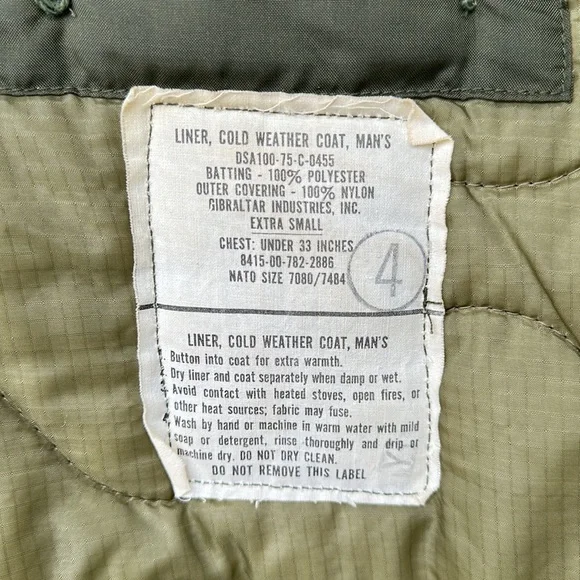 LINER, COLD WEATHER COAT, MAN'S
DSA100-75-C-0455
BATTING - 100% POLYESTER
OUTER COVERING - 100% NYLON
GIBRALTAR INDUSTRIES, INC.
EXTRA SMALL
CHEST: UNDER 33 INCHES
8415-00-782-2886
NATO SIZE 7080/7484
4
LINER, COLD WEATHER COAT, MAN'S
Button into coat for extra warmth.
Dry liner and coat separately when damp or wet.
Avoid contact with heated stoves, open fires, or
other heat sources; fabric may fuse.
Wash by hand or machine in warm water with mild
soap or detergent, rinse thoroughly and drip or
machine dry. DO NOT DRY CLEAN.
DO NOT REMOVE THIS LABEL